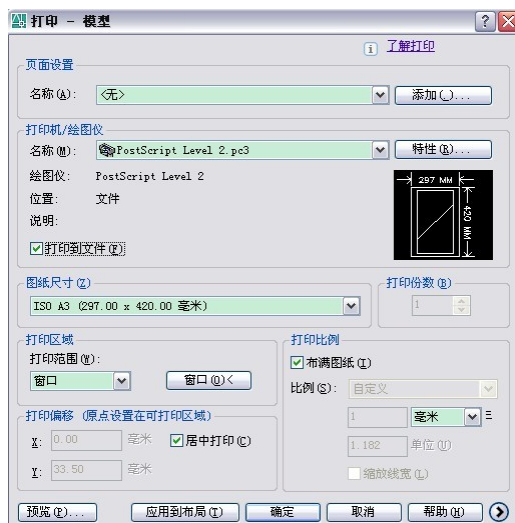 打印 - 模型
了解打印
页面设置
名称(A): <无> 添加(.)...
打印机/绘图仪
名称(M): PostScript Level 2.pc3 特性(R)...
绘图仪: PostScript Level 2
位置: 文件
说明:
打印到文件(F)
297 MM
420 MM
图纸尺寸(Z)
ISO A3 (297.00 x 420.00 毫米)
打印份数(B)
1
打印区域
打印范围(W):
窗口 窗口(O)<
打印偏移 (原点设置在可打印区域)
X: 0.00 毫米 居中打印(C)
Y: 33.50 毫米
打印比例
布满图纸(I)
比例(S): 自定义
1 毫米 =
1.182 单位(U)
缩放线宽(L)
预览(P)... 应用到布局(T) 确定 取消 帮助(H)